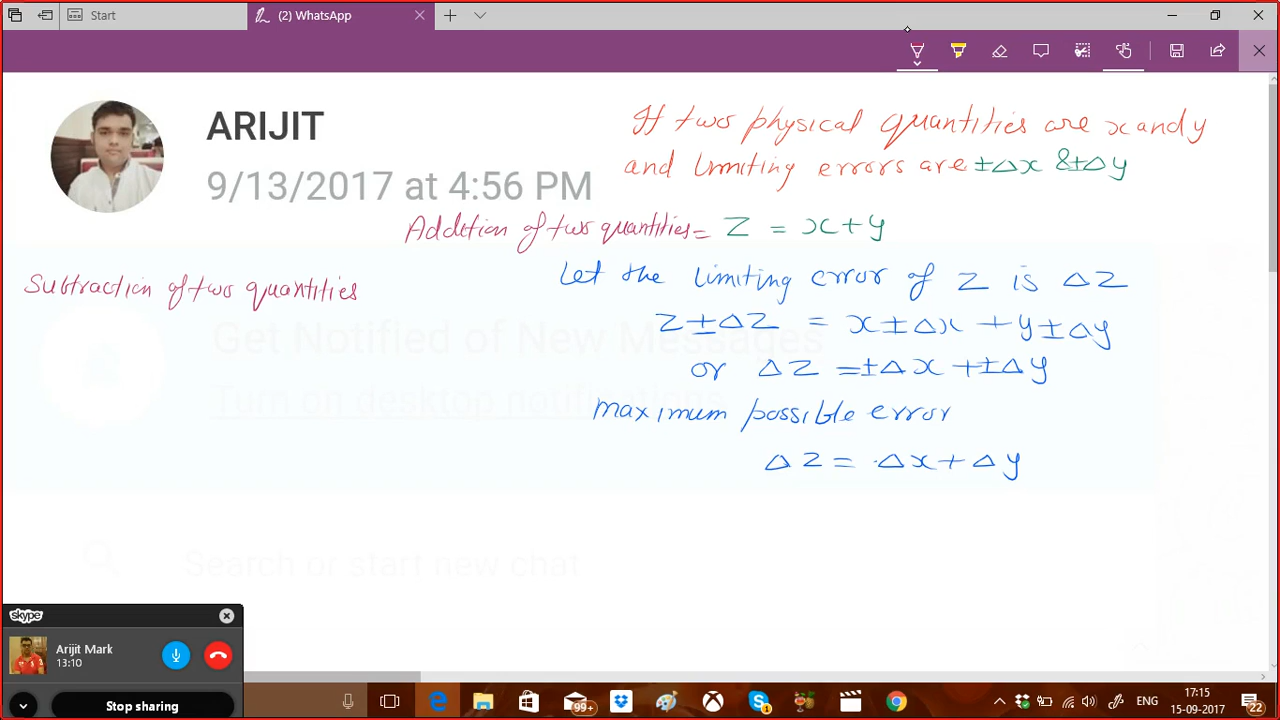 Start
(2) WhatsApp
ARIJIT
9/13/2017 at 4:56 PM
If two physical quantities are x and y
and limiting errors are ±Δx & ±Δy
Addition of two quantities = Z = x+y
Subtraction of two quantities
Let the limiting error of Z is ΔZ
Z±ΔZ = x±Δx + y±Δy
or ΔZ = ±Δx + ±Δy
maximum possible error
ΔZ = Δx + Δy
Get Notified of New Messages
Turn on desktop notifications
Search or start new chat
skype
Arijit Mark
13:10
Stop sharing
99+
1
ENG
17:15
15-09-2017
22